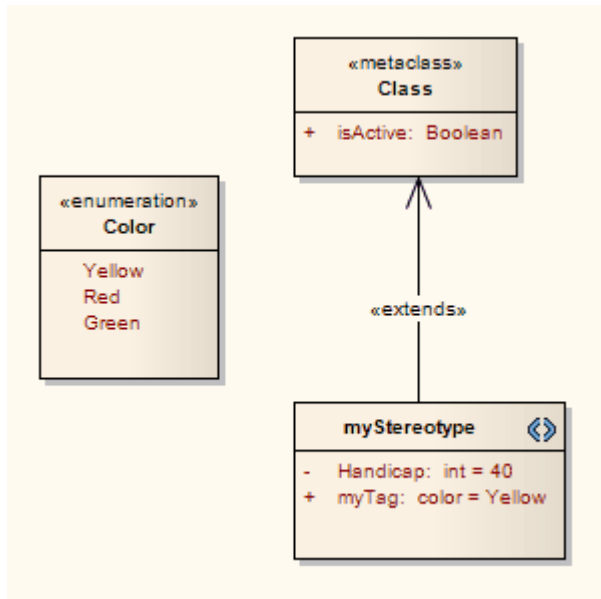 «metaclass»
Class
+ isActive: Boolean
«enumeration»
Color
Yellow
Red
Green
«extends»
myStereotype
- Handicap: int = 40
+ myTag: color = Yellow